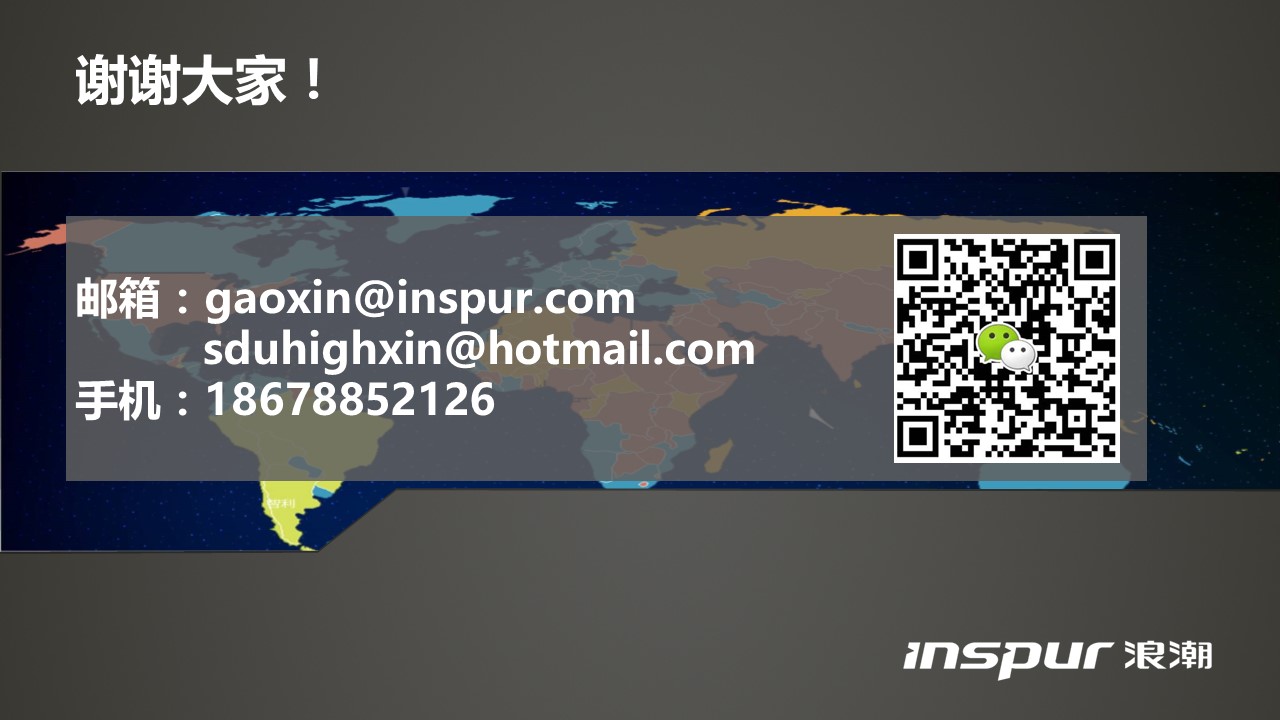 谢谢大家！
邮箱：gaoxin@inspur.com
sduhighxin@hotmail.com
手机：18678852126
inspur 浪潮